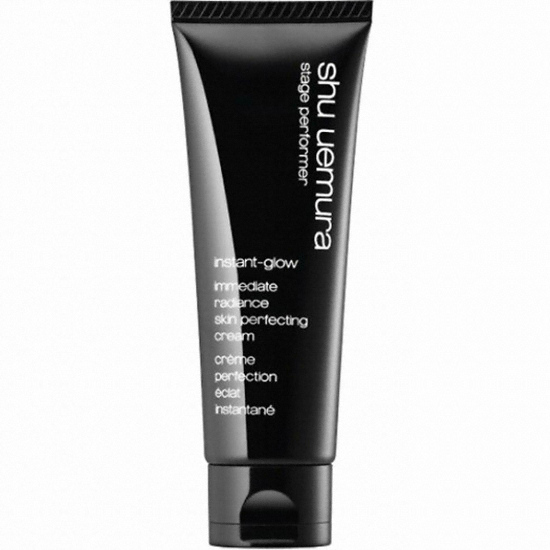 shu uemura
stage performer
instant-glow
immediate
radiance
skin perfecting
cream
crème
perfection
éclat
instantané